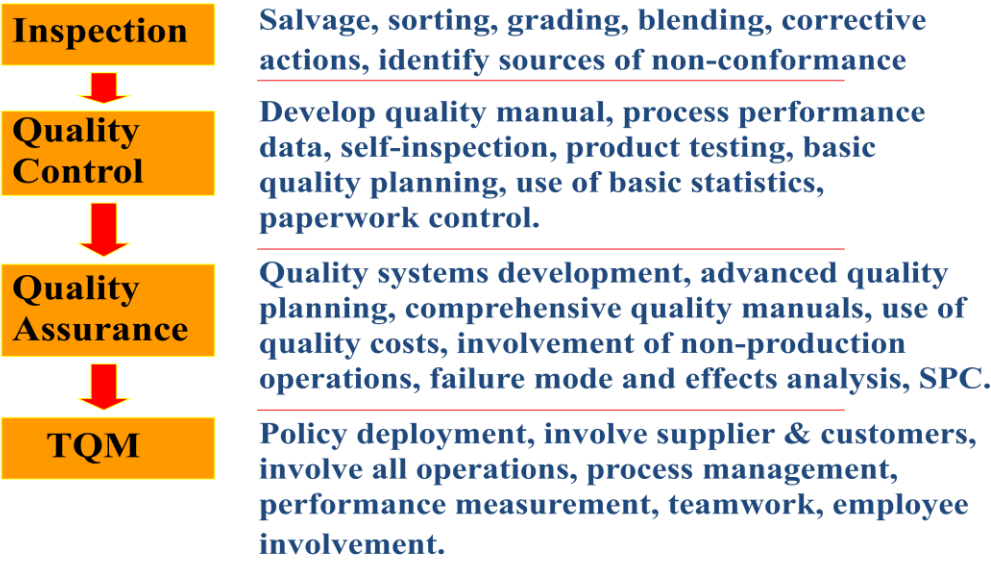 Inspection
Salvage, sorting, grading, blending, corrective
actions, identify sources of non-conformance
Quality
Control
Develop quality manual, process performance
data, self-inspection, product testing, basic
quality planning, use of basic statistics,
paperwork control.
Quality
Assurance
Quality systems development, advanced quality
planning, comprehensive quality manuals, use of
quality costs, involvement of non-production
operations, failure mode and effects analysis, SPC.
TQM
Policy deployment, involve supplier & customers,
involve all operations, process management,
performance measurement, teamwork, employee
involvement.